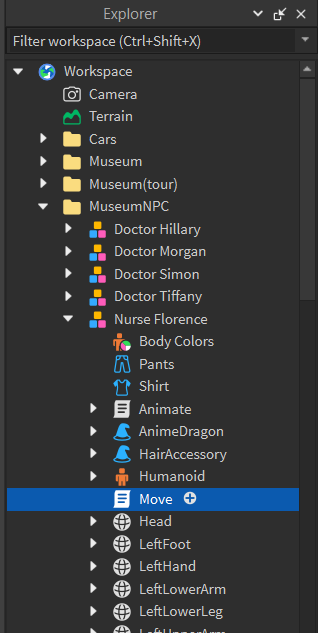 Explorer
Filter workspace (Ctrl+Shift+X)
Workspace
Camera
Terrain
Cars
Museum
Museum(tour)
MuseumNPC
Doctor Hillary
Doctor Morgan
Doctor Simon
Doctor Tiffany
Nurse Florence
Body Colors
Pants
Shirt
Animate
AnimeDragon
HairAccessory
Humanoid
Move
Head
LeftFoot
LeftHand
LeftLowerArm
LeftLowerLeg
LeftUpperArm